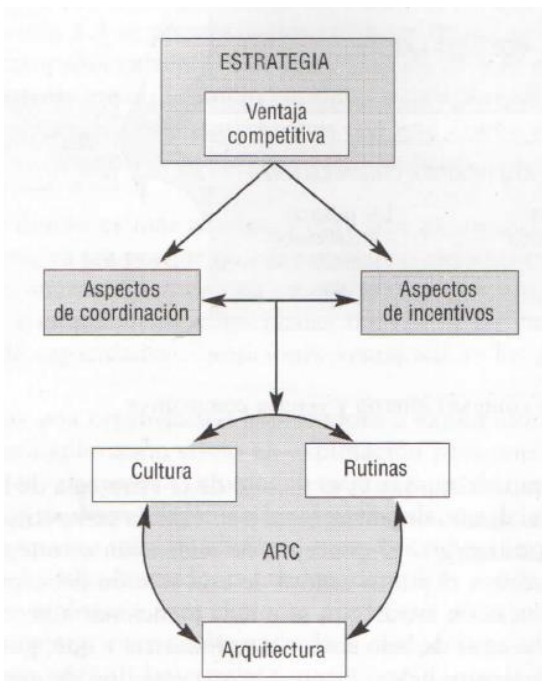 ESTRATEGIA
Ventaja
competitiva
Aspectos
de coordinación
Aspectos
de incentivos
Cultura
Rutinas
ARC
Arquitectura